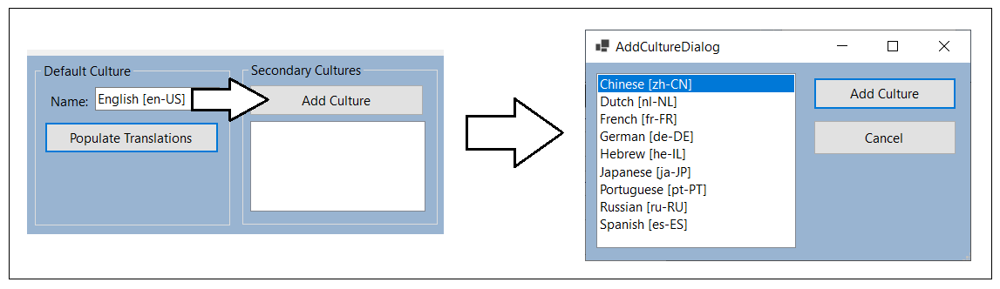 Default Culture
Name: English [en-US]
Populate Translations
Secondary Cultures
Add Culture
AddCultureDialog
Chinese [zh-CN]
Dutch [nl-NL]
French [fr-FR]
German [de-DE]
Hebrew [he-IL]
Japanese [ja-JP]
Portuguese [pt-PT]
Russian [ru-RU]
Spanish [es-ES]
Add Culture
Cancel